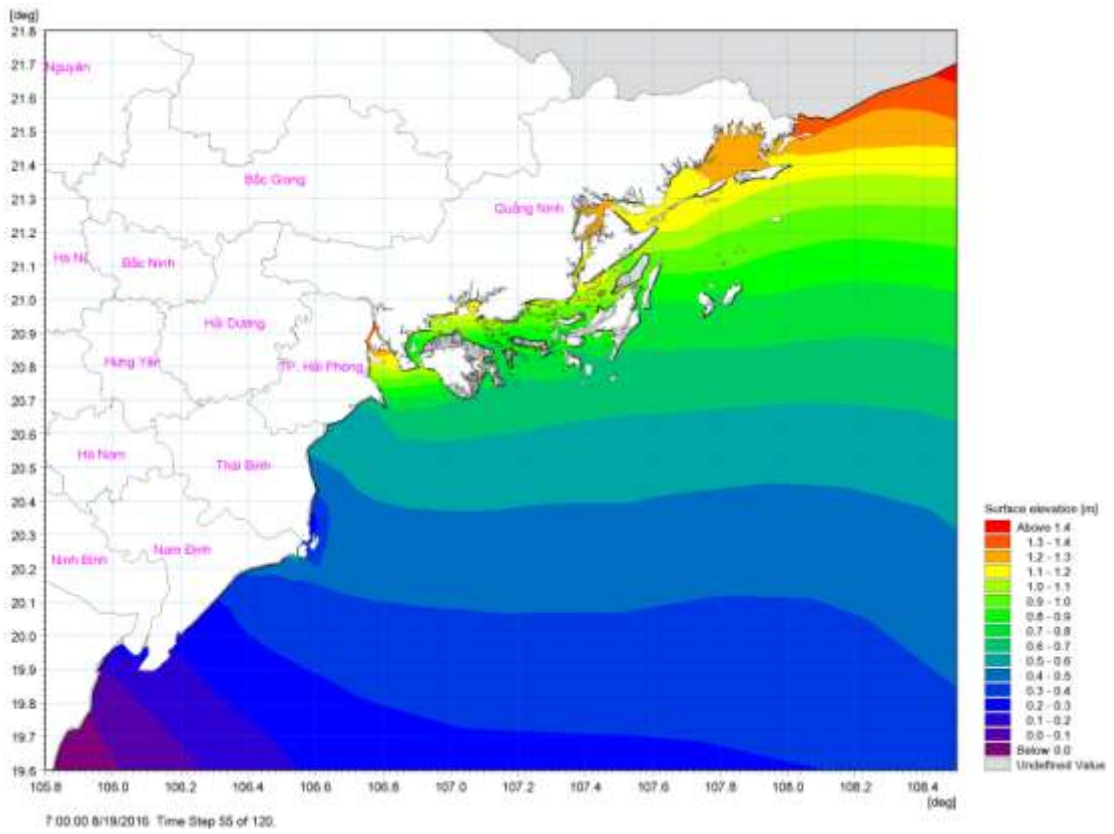 [deg]
21.8
21.7
21.6
21.5
21.4
21.3
21.2
21.1
21.0
20.9
20.8
20.7
20.6
20.5
20.4
20.3
20.2
20.1
20.0
19.9
19.8
19.7
19.6
Nguyên
Bắc Giang
Quảng Ninh
Bắc Ninh
Hải Dương
Hưng Yên
TP. Hải Phòng
Hà Nam
Thái Bình
Nam Định
Ninh Bình
Surface elevation [m]
Above 1.4
1.3 - 1.4
1.2 - 1.3
1.1 - 1.2
1.0 - 1.1
0.9 - 1.0
0.8 - 0.9
0.7 - 0.8
0.6 - 0.7
0.5 - 0.6
0.4 - 0.5
0.3 - 0.4
0.2 - 0.3
0.1 - 0.2
0.0 - 0.1
Below 0.0
Undefined Value
105.8 106.0 106.2 106.4 106.6 106.8 107.0 107.2 107.4 107.6 107.8 108.0 108.2 108.4
[deg]
7:00:00 8/19/2016 Time Step 55 of 120.